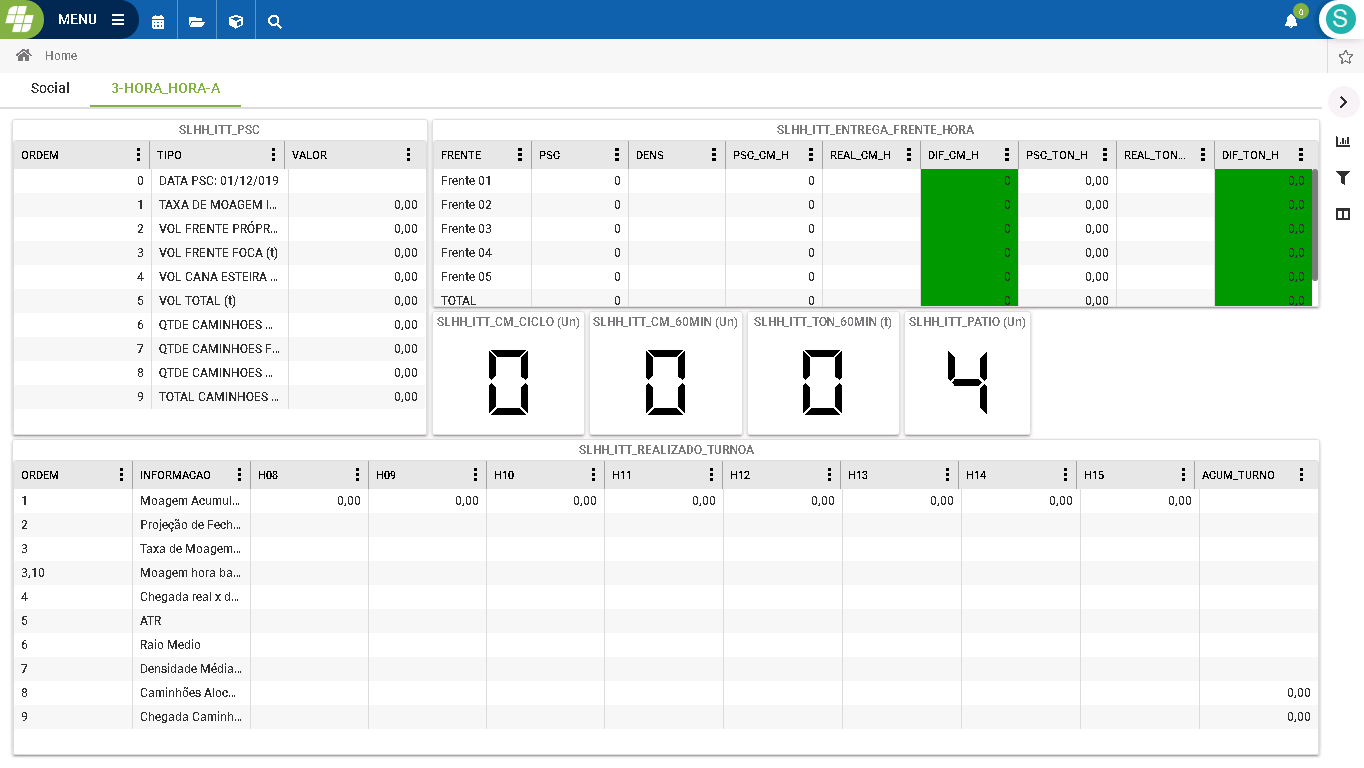 MENU
0
S
Home
Social 3-HORA_HORA-A
SLHH_ITT_PSC
ORDEM TIPO VALOR
0 DATA PSC: 01/12/019
1 TAXA DE MOAGEM I... 0,00
2 VOL FRENTE PRÓPR... 0,00
3 VOL FRENTE FOCA (t) 0,00
4 VOL CANA ESTEIRA ... 0,00
5 VOL TOTAL (t) 0,00
6 QTDE CAMINHOES ... 0,00
7 QTDE CAMINHOES F... 0,00
8 QTDE CAMINHOES ... 0,00
9 TOTAL CAMINHOES ... 0,00
SLHH_ITT_ENTREGA_FRENTE_HORA
FRENTE PSC DENS PSC_CM_H REAL_CM_H DIF_CM_H PSC_TON_H REAL_TON... DIF_TON_H
Frente 01 0 0 0 0,00 0,0
Frente 02 0 0 0 0,00 0,0
Frente 03 0 0 0 0,00 0,0
Frente 04 0 0 0 0,00 0,0
Frente 05 0 0 0 0,00 0,0
TOTAL 0 0 0 0,00 0,0
SLHH_ITT_CM_CICLO (Un)
0
SLHH_ITT_CM_60MIN (Un)
0
SLHH_ITT_TON_60MIN (t)
0
SLHH_ITT_PATIO (Un)
4
SLHH_ITT_REALIZADO_TURNOA
ORDEM INFORMACAO H08 H09 H10 H11 H12 H13 H14 H15 ACUM_TURNO
1 Moagem Acumul... 0,00 0,00 0,00 0,00 0,00 0,00 0,00 0,00
2 Projeção de Fech...
3 Taxa de Moagem...
3,10 Moagem hora ba...
4 Chegada real x d...
5 ATR
6 Raio Medio
7 Densidade Média...
8 Caminhões Aloc... 0,00
9 Chegada Caminh... 0,00